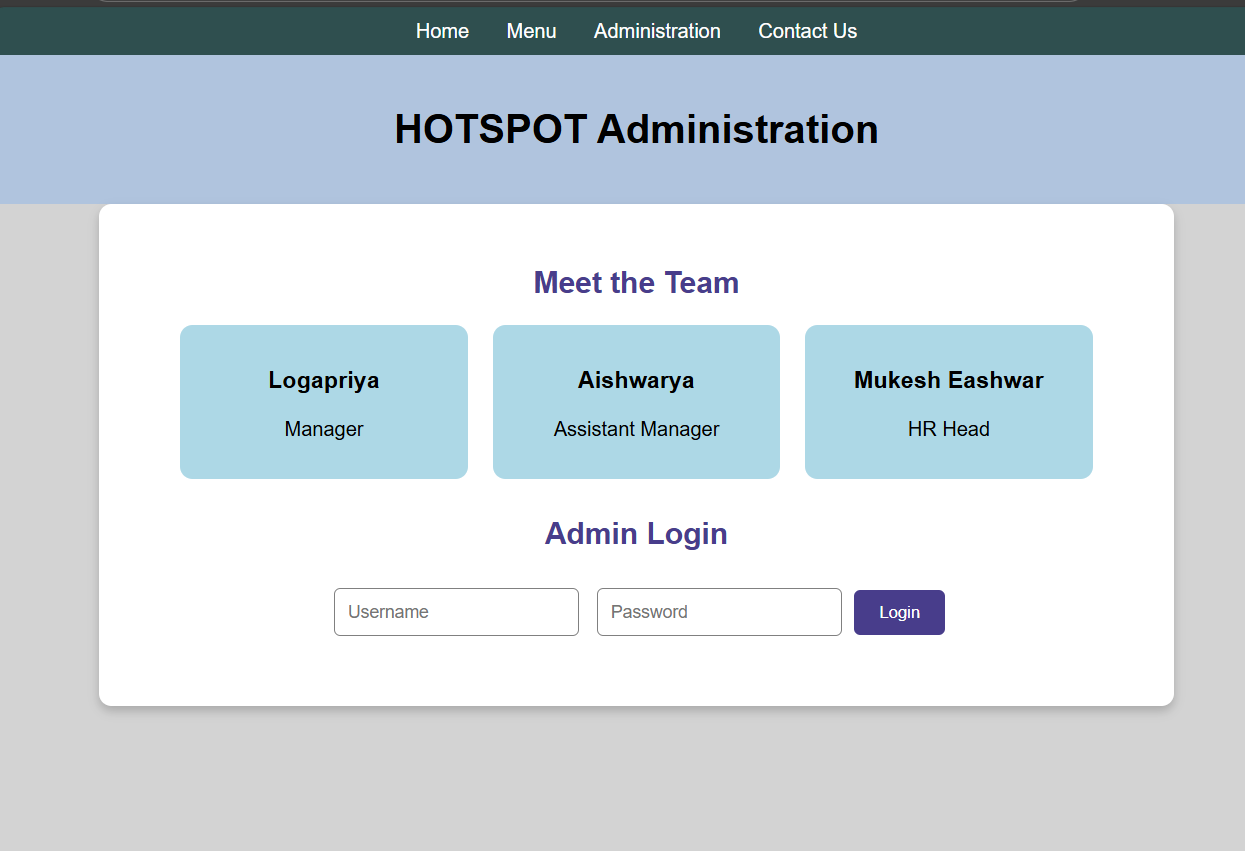 Home Menu Administration Contact Us
HOTSPOT Administration
Meet the Team
Logapriya
Manager
Aishwarya
Assistant Manager
Mukesh Eashwar
HR Head
Admin Login
Username Password Login